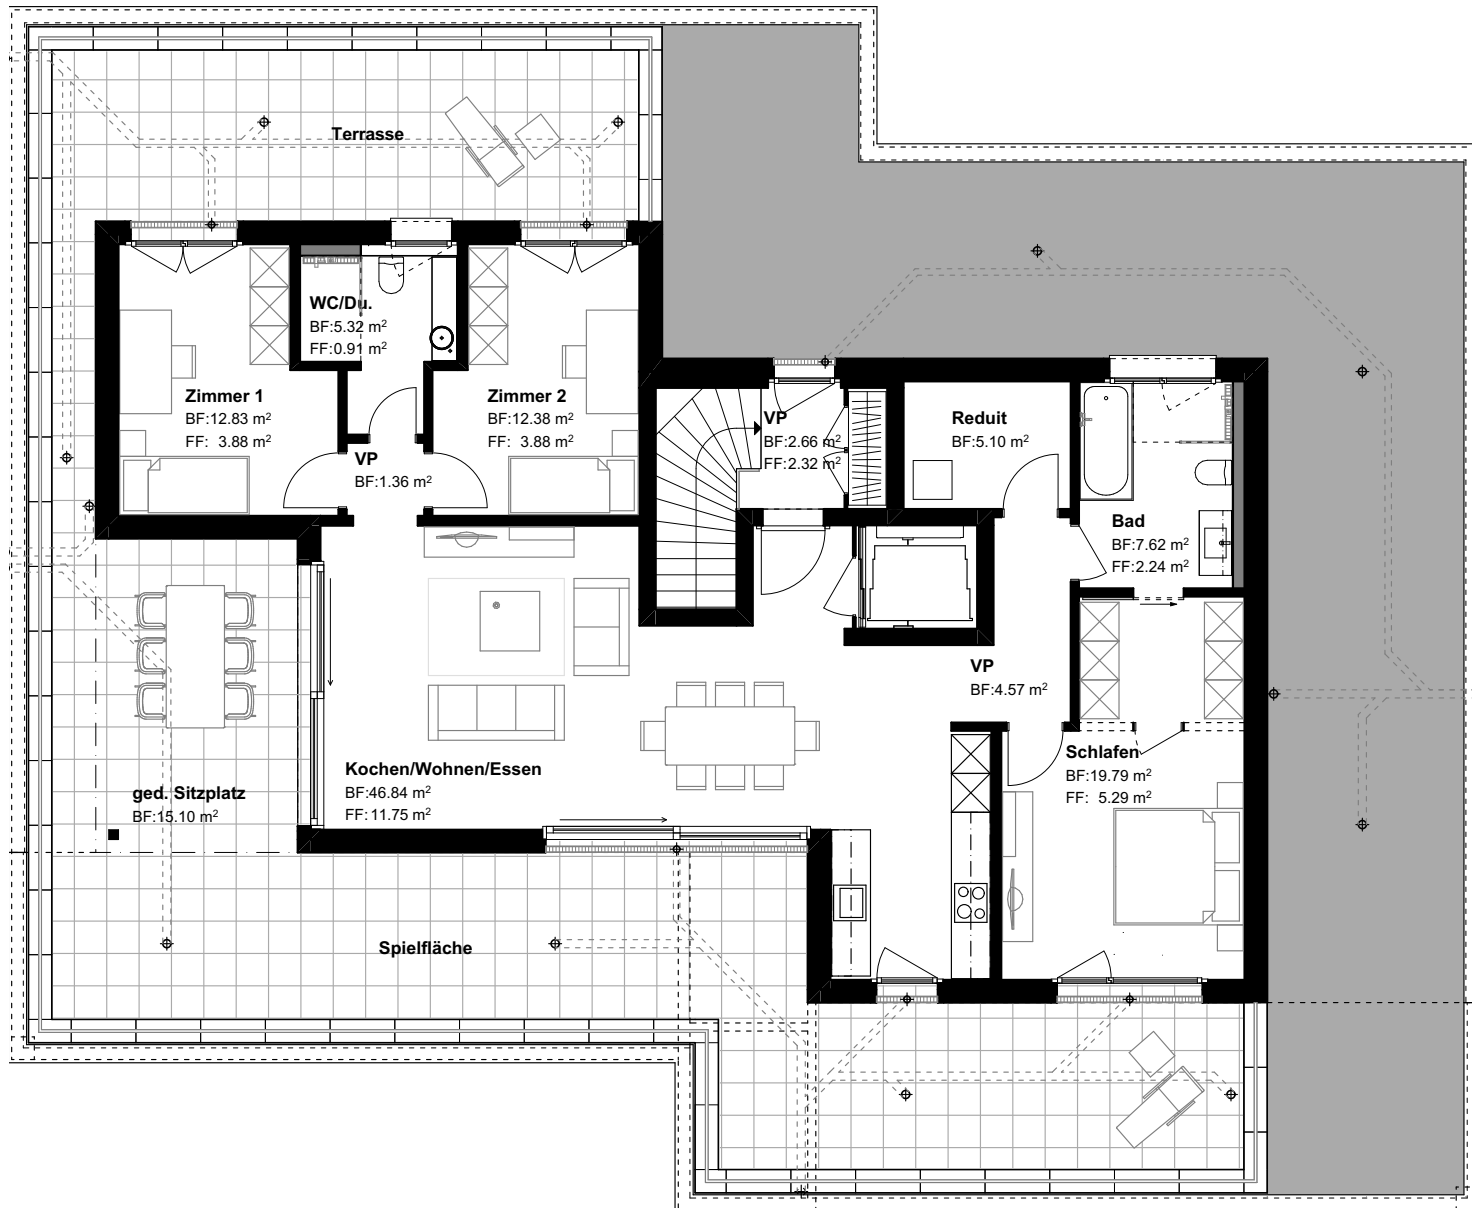 Terrasse
WC/Du.
BF:5.32 m²
FF:0.91 m²
Zimmer 1
BF:12.83 m²
FF: 3.88 m²
Zimmer 2
BF:12.38 m²
FF: 3.88 m²
VP
BF:1.36 m²
VP
BF:2.66 m²
FF:2.32 m²
Reduit
BF:5.10 m²
Bad
BF:7.62 m²
FF:2.24 m²
VP
BF:4.57 m²
Schlafen
BF:19.79 m²
FF: 5.29 m²
Kochen/Wohnen/Essen
BF:46.84 m²
FF:11.75 m²
ged. Sitzplatz
BF:15.10 m²
Spielfläche